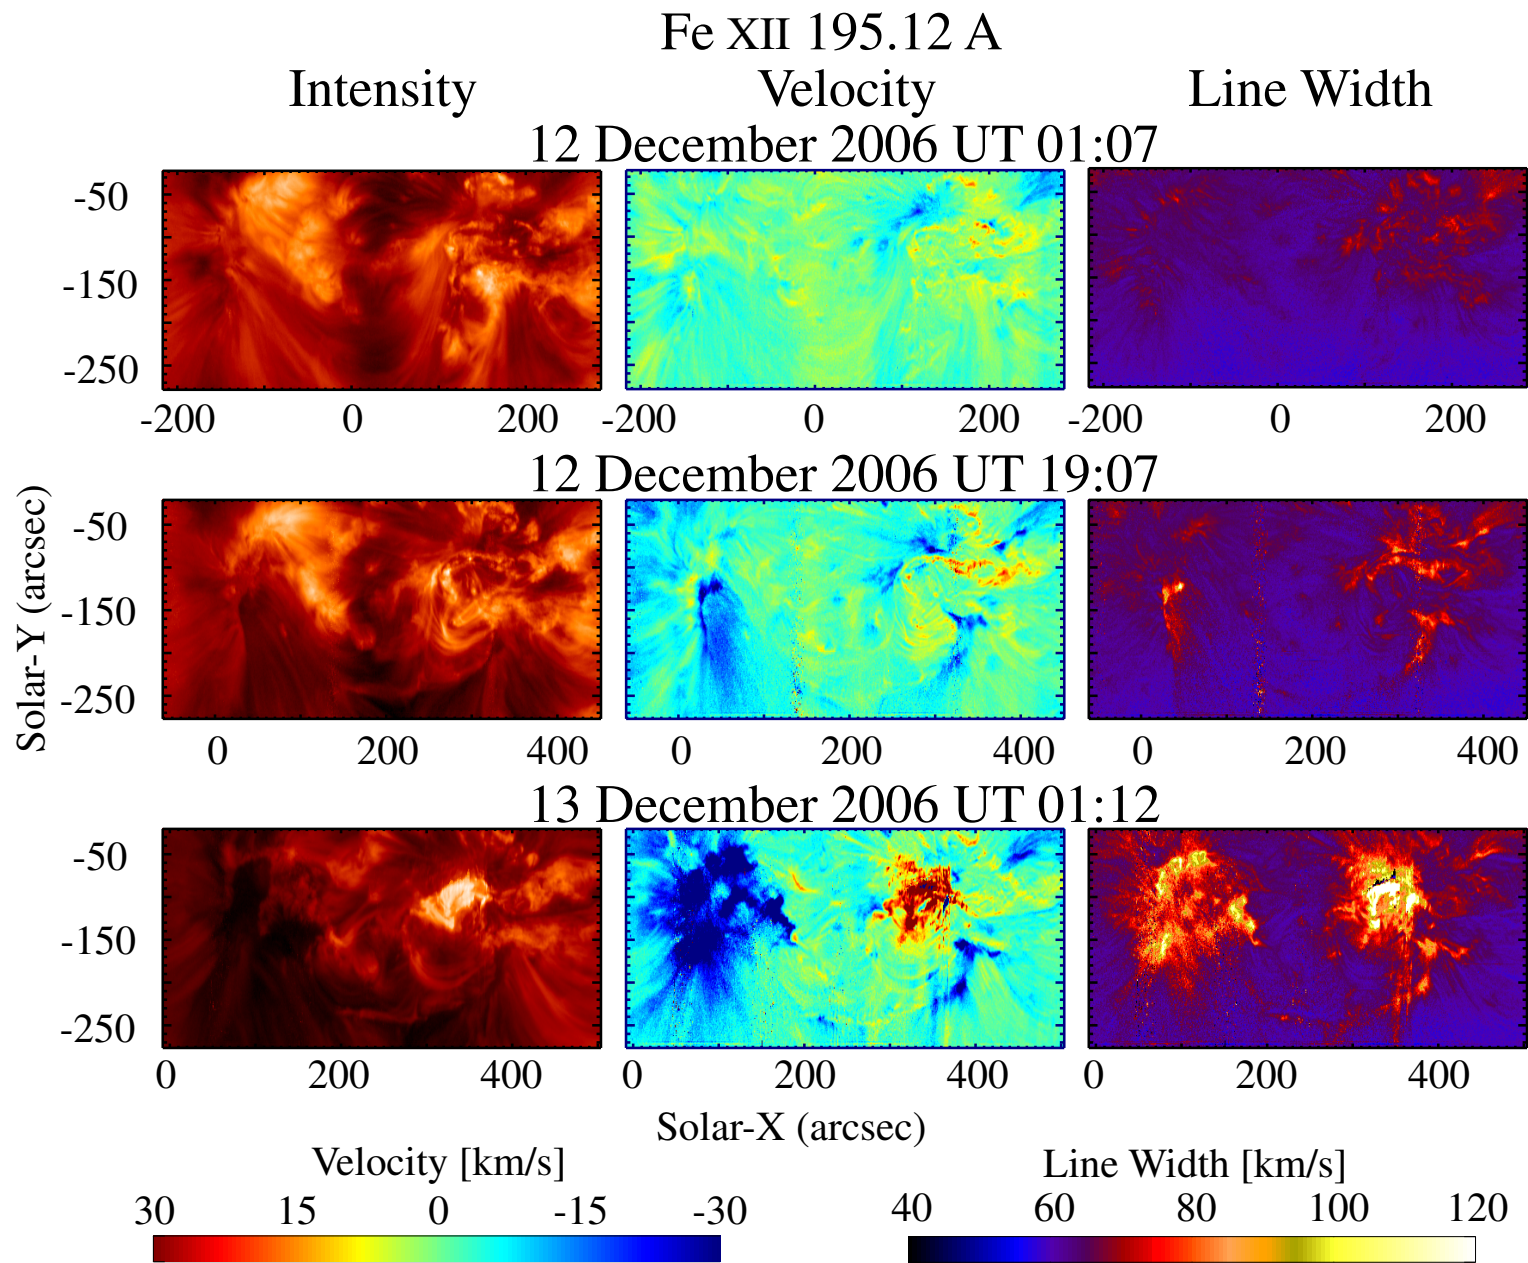 Fe XII 195.12 A
Intensity Velocity Line Width
12 December 2006 UT 01:07
-50
-150
-250
-200 0 200 -200 0 200 -200 0 200
12 December 2006 UT 19:07
Solar-Y (arcsec)
-50
-150
-250
0 200 400 0 200 400 0 200 400
13 December 2006 UT 01:12
-50
-150
-250
0 200 400 0 200 400 0 200 400
Solar-X (arcsec)
Velocity [km/s] Line Width [km/s]
30 15 0 -15 -30 40 60 80 100 120